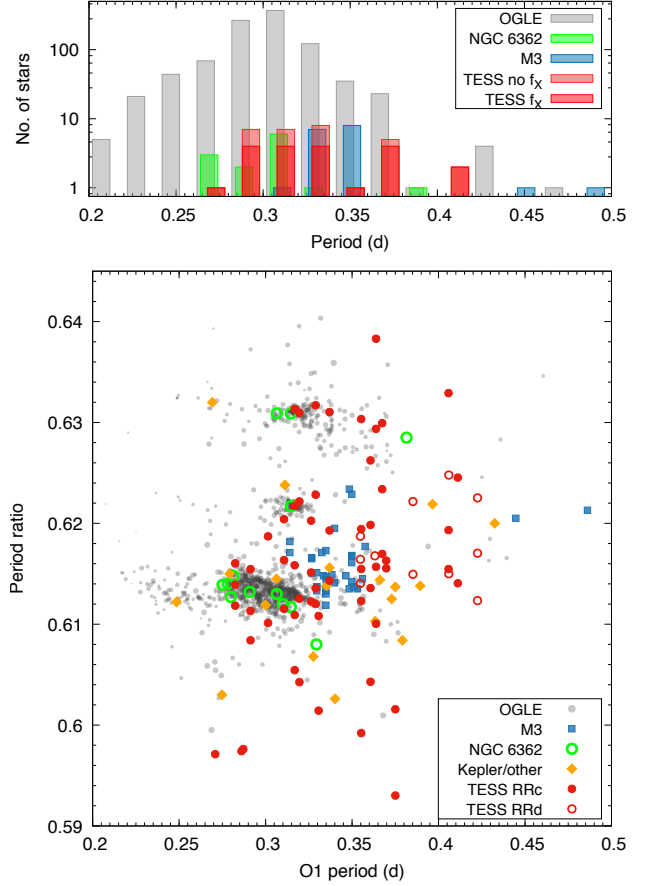 No. of stars
100
10
1
OGLE
NGC 6362
M3
TESS no fX
TESS fX
0.2 0.25 0.3 0.35 0.4 0.45 0.5
Period (d)
Period ratio
0.64
0.63
0.62
0.61
0.6
0.59
OGLE
M3
NGC 6362
Kepler/other
TESS RRc
TESS RRd
0.2 0.25 0.3 0.35 0.4 0.45 0.5
O1 period (d)